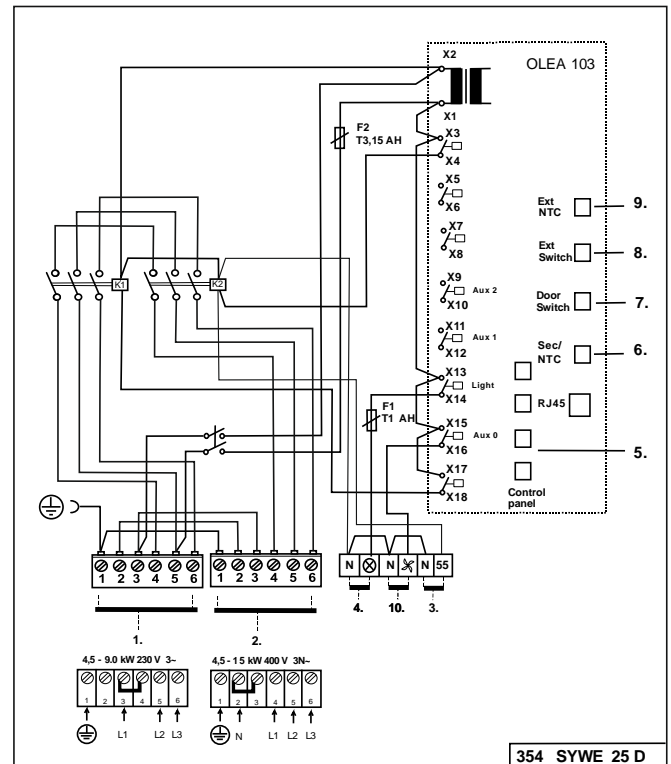 OLEA 103
X2
X1
F2
T3,15 AH
X3
X4
X5
X6
X7
X8
X9
Aux 2
X10
X11
Aux 1
X12
X13
Light
X14
X15
Aux 0
X16
X17
X18
Ext
NTC
9.
Ext
Switch
8.
Door
Switch
7.
Sec/
NTC
6.
RJ45
5.
Control
panel
K1
K2
F1
T1 AH
1 2 3 4 5 6
1 2 3 4 5 6
N N N 55
4. 10. 3.
1.
2.
4,5 - 9.0 kW 230 V 3~
1 2 3 4 5 6
L1 L2 L3
4,5 - 15 kW 400 V 3N~
1 2 3 4 5 6
N L1 L2 L3
354 SYWE 25 D